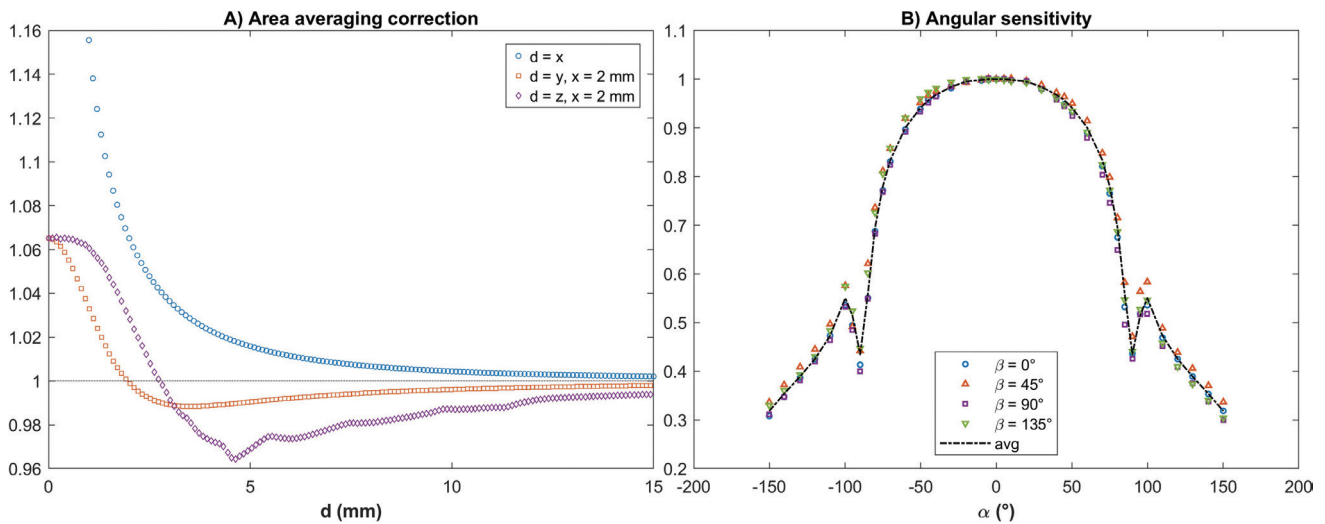 A) Area averaging correction
1.16
1.14
1.12
1.1
1.08
1.06
1.04
1.02
1
0.98
0.96
0
5
10
15
d (mm)
d = x
d = y, x = 2 mm
d = z, x = 2 mm
B) Angular sensitivity
1.1
1
0.9
0.8
0.7
0.6
0.5
0.4
0.3
0.2
-200
-150
-100
-50
0
50
100
150
200
α (°)
β = 0°
β = 45°
β = 90°
β = 135°
avg